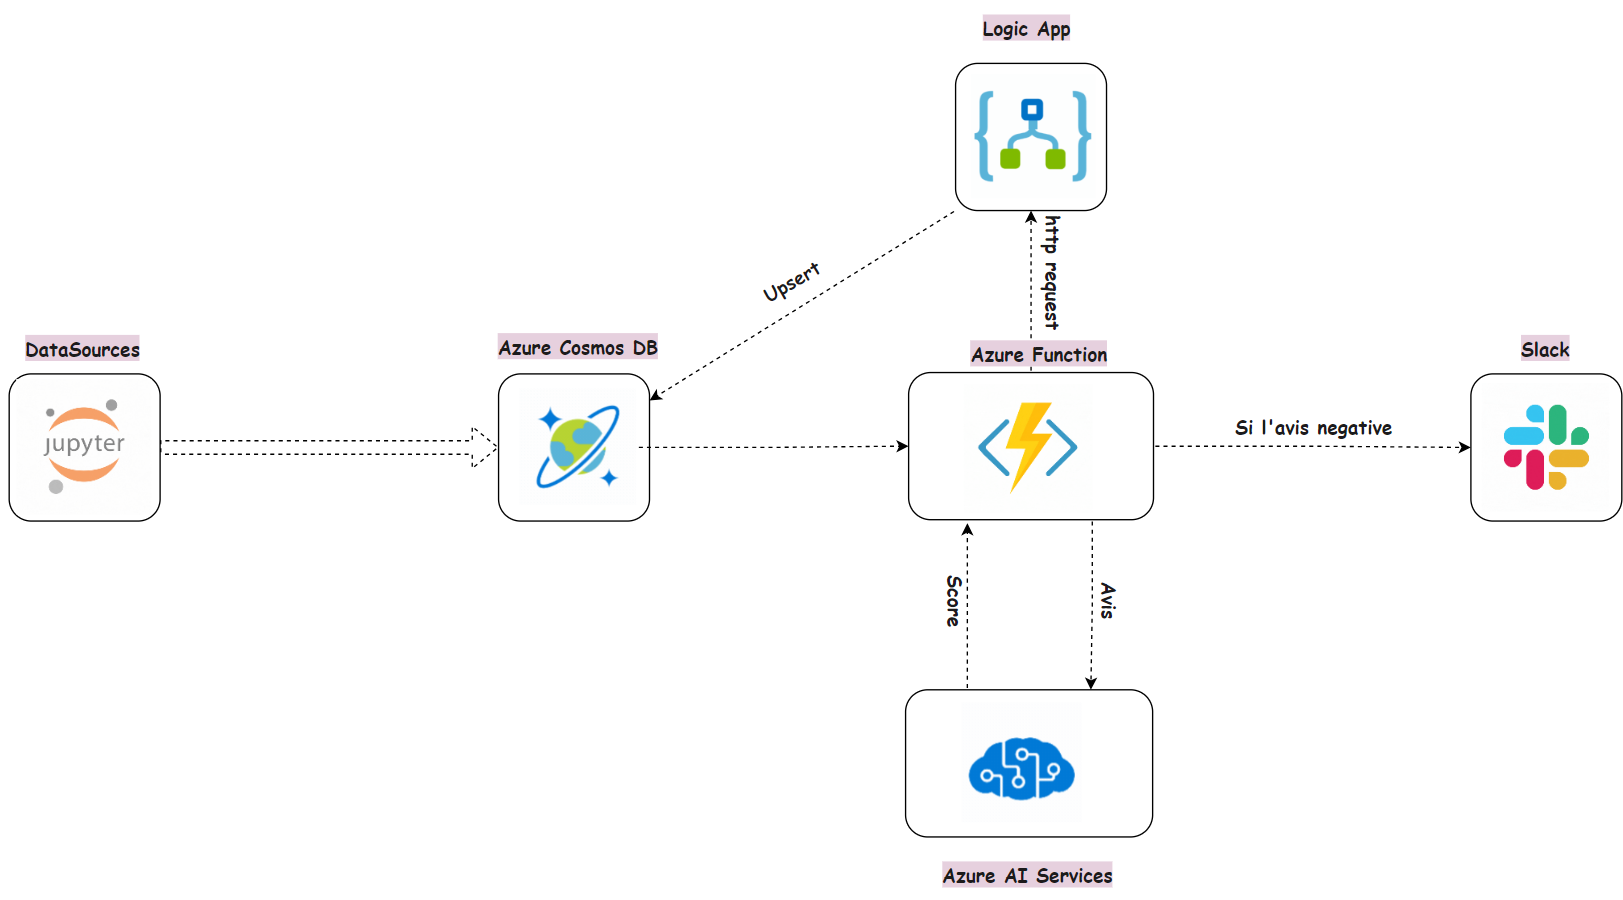 Logic App
http request
Upsert
DataSources
Azure Cosmos DB
Azure Function
Slack
jupyter
Si l'avis negative
Score
Avis
Azure AI Services